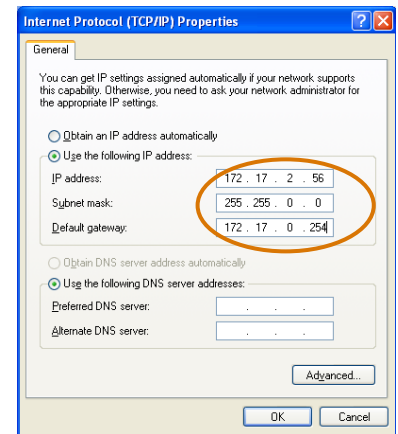 Internet Protocol (TCP/IP) Properties
General
You can get IP settings assigned automatically if your network supports
this capability. Otherwise, you need to ask your network administrator for
the appropriate IP settings.
Obtain an IP address automatically
Use the following IP address:
IP address: 172 . 17 . 2 . 56
Subnet mask: 255 . 255 . 0 . 0
Default gateway: 172 . 17 . 0 . 254
Obtain DNS server address automatically
Use the following DNS server addresses:
Preferred DNS server: . . .
Alternate DNS server: . . .
Advanced...
OK Cancel